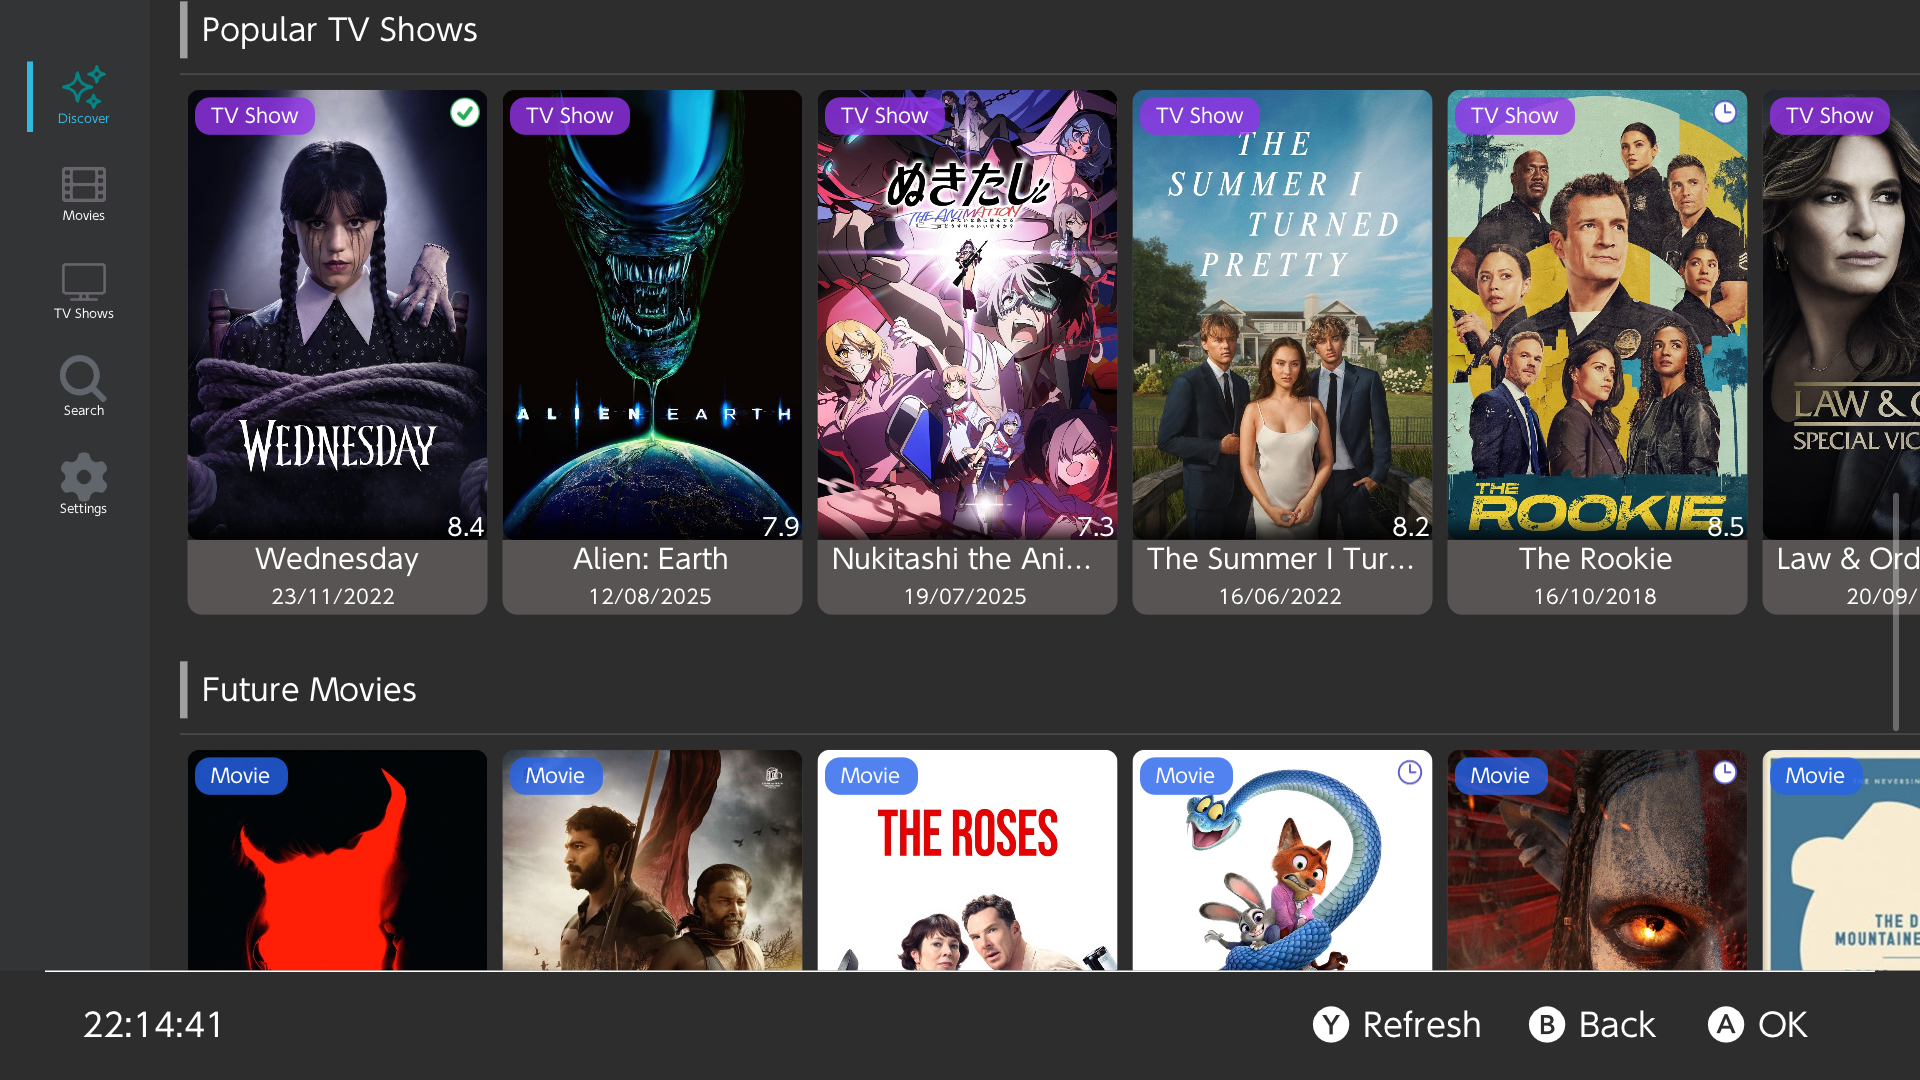 Popular TV Shows
Discover
Movies
TV Shows
Search
Settings
TV Show
WEDNESDAY
8.4
Wednesday
23/11/2022
TV Show
ALIEN EARTH
7.9
Alien: Earth
12/08/2025
TV Show
ぬきたし
THE ANIMATION
7.3
Nukitashi the Ani...
19/07/2025
TV Show
THE
SUMMER I
TURNED
PRETTY
8.2
The Summer I Tur...
16/06/2022
TV Show
THE
ROOKIE
8.5
The Rookie
16/10/2018
TV Show
LAW & O
SPECIAL VIC
Law & Ord
20/09/
Future Movies
Movie
Movie
Movie
THE ROSES
Movie
Movie
Movie
THE NEVERSIN
THE D
MOUNTAINE
22:14:41
Y Refresh
B Back
A OK